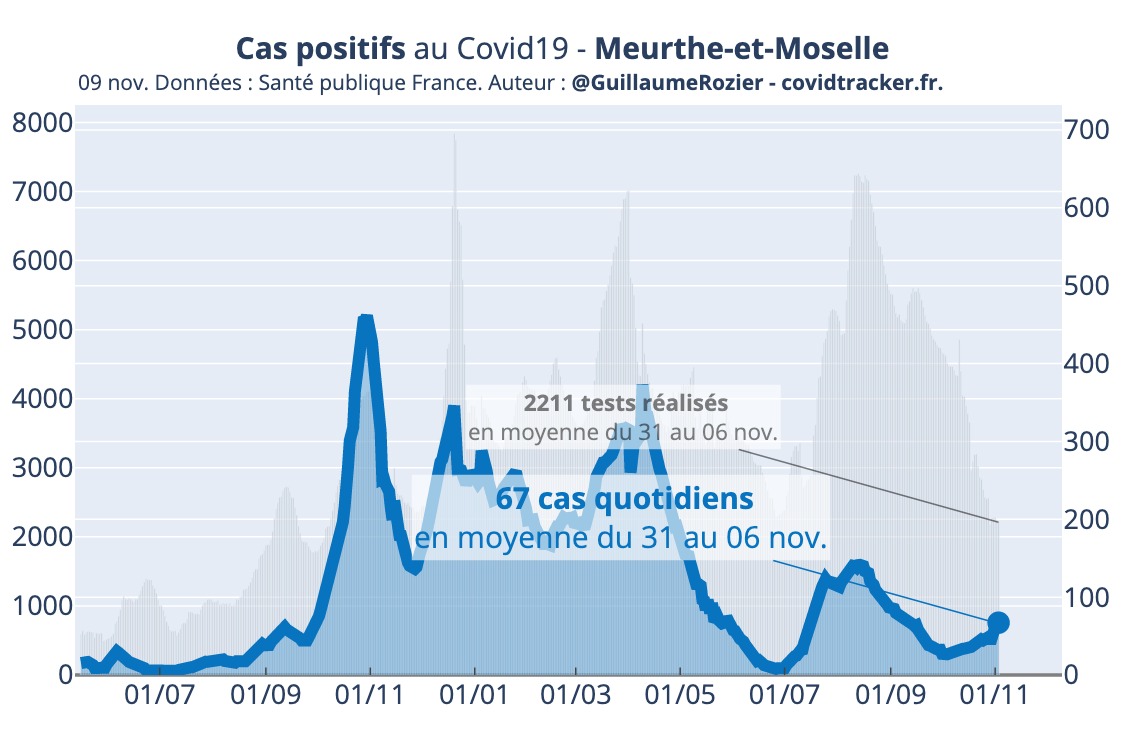 Cas positifs au Covid19 - Meurthe-et-Moselle
09 nov. Données : Santé publique France. Auteur : @GuillaumeRozier - covidtracker.fr.
8000
7000
6000
5000
4000
3000
2000
1000
0
700
600
500
400
300
200
100
0
2211 tests réalisés
en moyenne du 31 au 06 nov.
67 cas quotidiens
en moyenne du 31 au 06 nov.
01/07 01/09 01/11 01/01 01/03 01/05 01/07 01/09 01/11